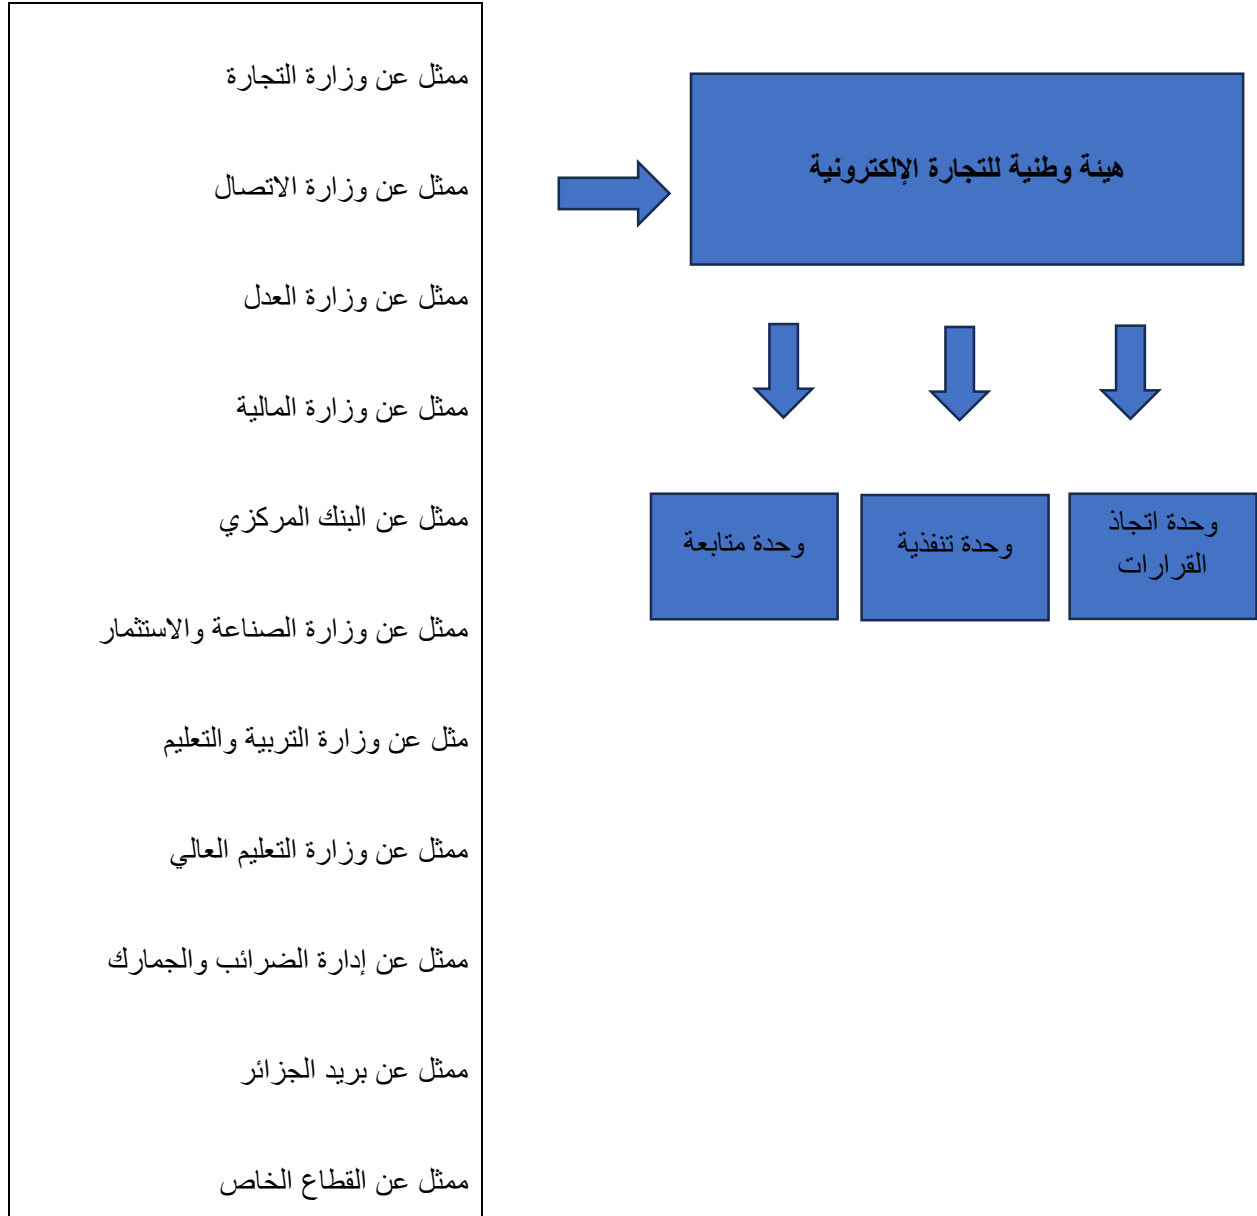 ممثل عن وزارة التجارة
ممثل عن وزارة الاتصال
ممثل عن وزارة العدل
ممثل عن وزارة المالية
ممثل عن البنك المركزي
ممثل عن وزارة الصناعة والاستثمار
مثل عن وزارة التربية والتعليم
ممثل عن وزارة التعليم العالي
ممثل عن إدارة الضرائب والجمارك
ممثل عن بريد الجزائر
ممثل عن القطاع الخاص
هيئة وطنية للتجارة الإلكترونية
وحدة اتجاذ
القرارات
وحدة تنفذية
وحدة متابعة